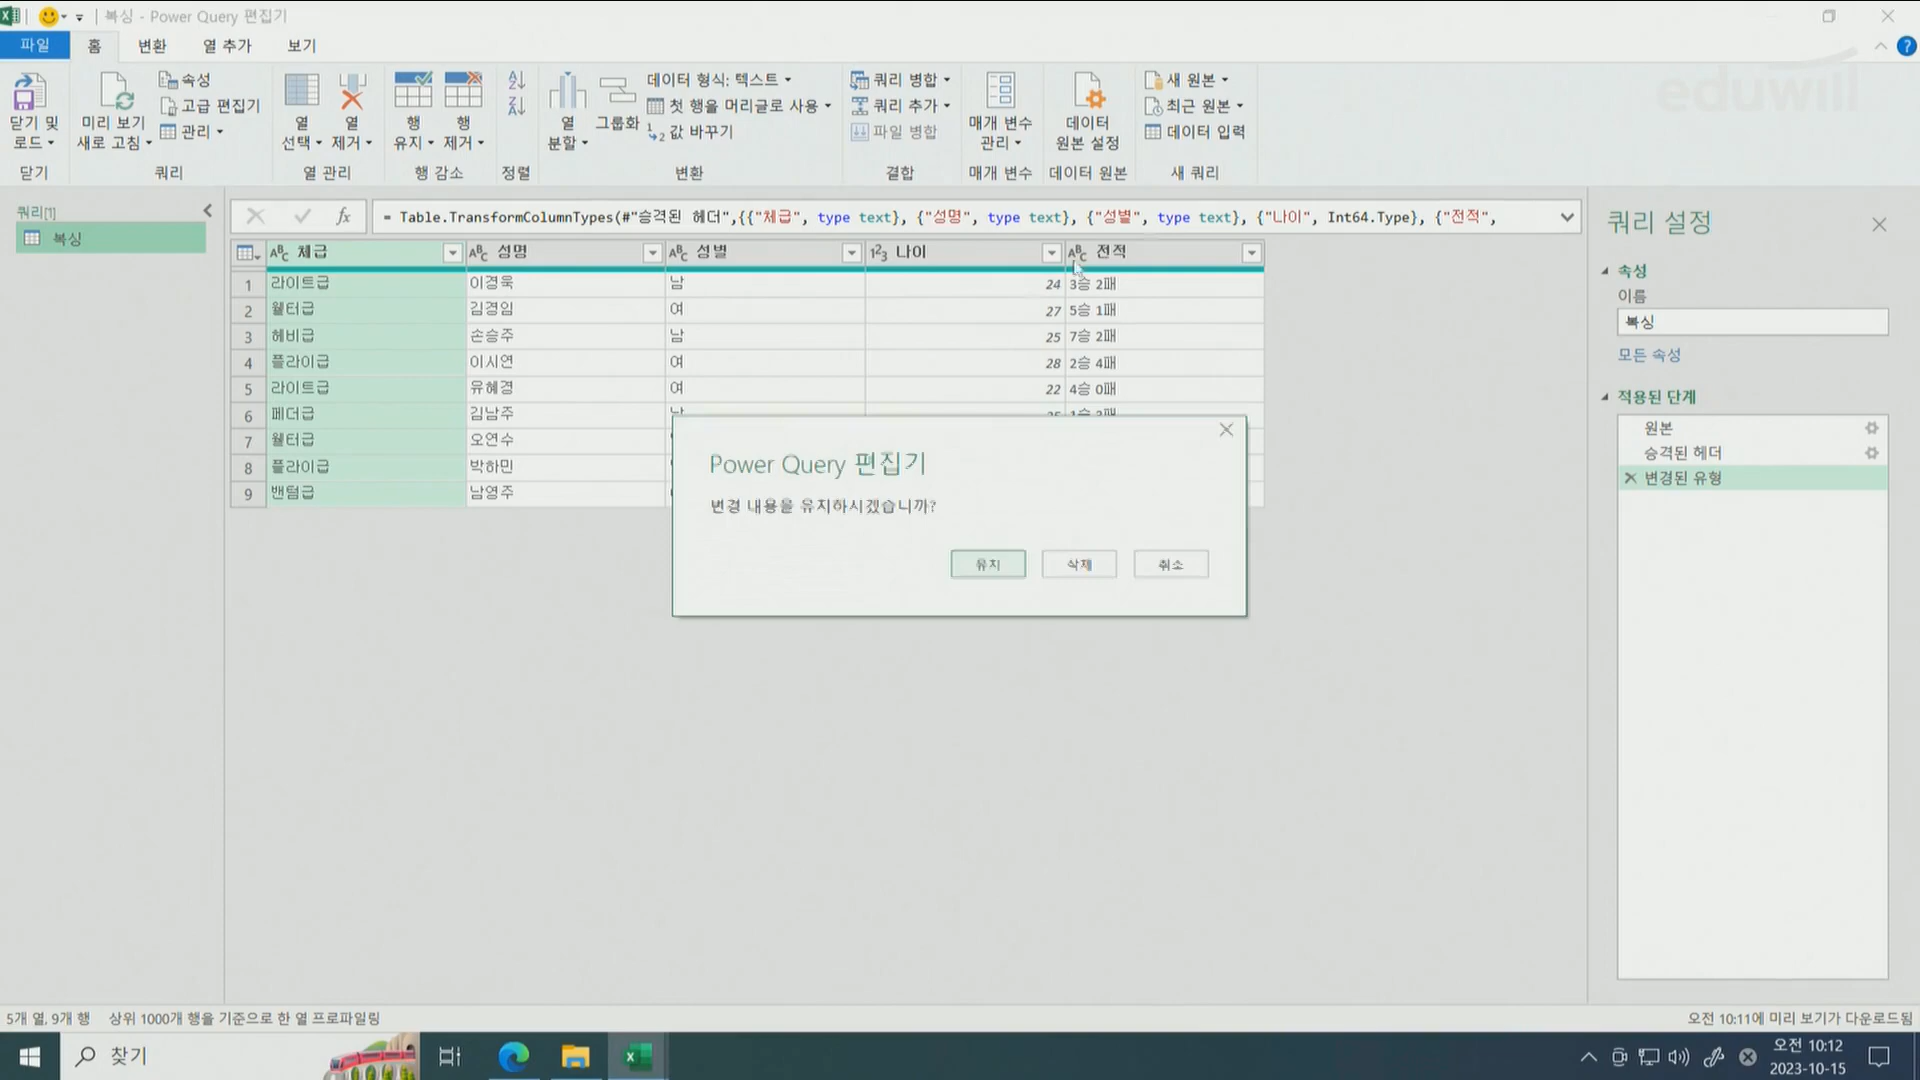 복싱 - Power Query 편집기
파일 홈 변환 열 추가 보기
eduwill
닫기 및 로드
미리 보기 새로 고침
속성
고급 편집기
관리
열 선택
열 제거
행 유지
행 제거
열 분할
그룹화
데이터 형식: 텍스트
첫 행을 머리글로 사용
값 바꾸기
쿼리 병합
쿼리 추가
파일 병합
매개 변수 관리
데이터 원본 설정
새 원본
최근 원본
데이터 입력
닫기 쿼리 열 관리 행 감소 정렬 변환 결합 매개 변수 데이터 원본 새 쿼리
쿼리[1]
복싱
fx = Table.TransformColumnTypes(#"승격된 헤더",{{"체급", type text}, {"성명", type text}, {"성별", type text}, {"나이", Int64.Type}, {"전적",
체급 성명 성별 나이 전적
1 라이트급 이경욱 남 24 3승 2패
2 웰터급 김경임 여 27 5승 1패
3 헤비급 손승주 남 25 7승 2패
4 플라이급 이시연 여 28 2승 4패
5 라이트급 유혜경 여 22 4승 0패
6 페더급 김남주
7 웰터급 오연수
8 플라이급 박하민
9 밴텀급 남영주
Power Query 편집기
변경 내용을 유지하시겠습니까?
유지 삭제 취소
쿼리 설정
속성
이름
복싱
모든 속성
적용된 단계
원본
승격된 헤더
변경된 유형
5개 열, 9개 행 상위 1000개 행을 기준으로 한 열 프로파일링
오전 10:11에 미리 보기가 다운로드됨
찾기
오전 10:12
2023-10-15